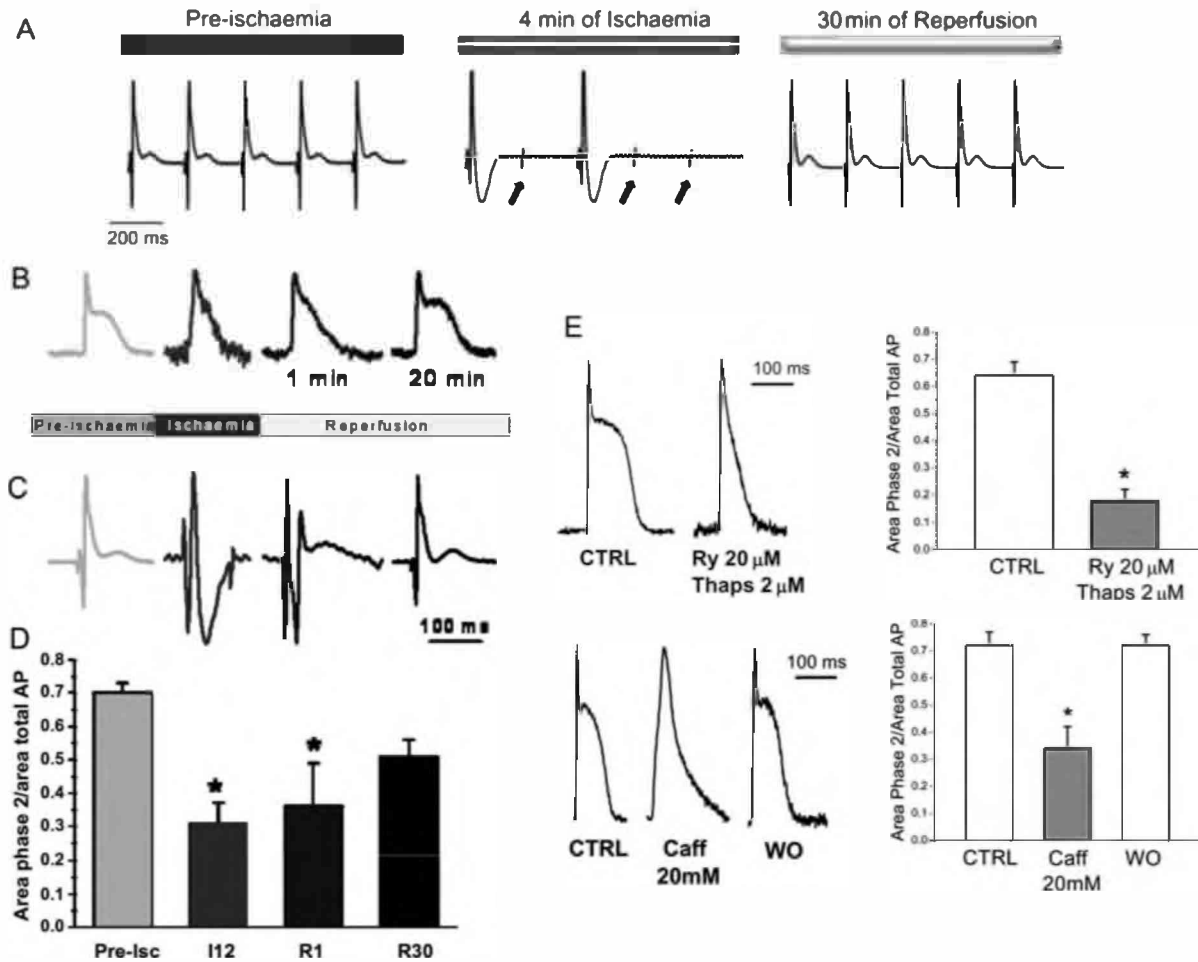 A
Pre-ischaemia
4 min of Ischaemia
30 min of Reperfusion
200 ms
B
1 min
20 min
Pre-Ischaemia
Ischaemia
Reperfusion
C
100 ms
D
Area phase 2/area total AP
0.8
0.7
0.6
0.5
0.4
0.3
0.2
0.1
0.0
*
*
Pre-Isc
I12
R1
R30
E
100 ms
CTRL
Ry 20 µM
Thaps 2 µM
Area Phase 2/Area Total AP
0.8
0.7
0.6
0.5
0.4
0.3
0.2
0.1
0.0
*
CTRL
Ry 20 µM
Thaps 2 µM
100 ms
CTRL
Caff
20mM
WO
Area Phase 2/Area Total AP
0.8
0.7
0.6
0.5
0.4
0.3
0.2
0.1
0.0
*
CTRL
Caff
20mM
WO